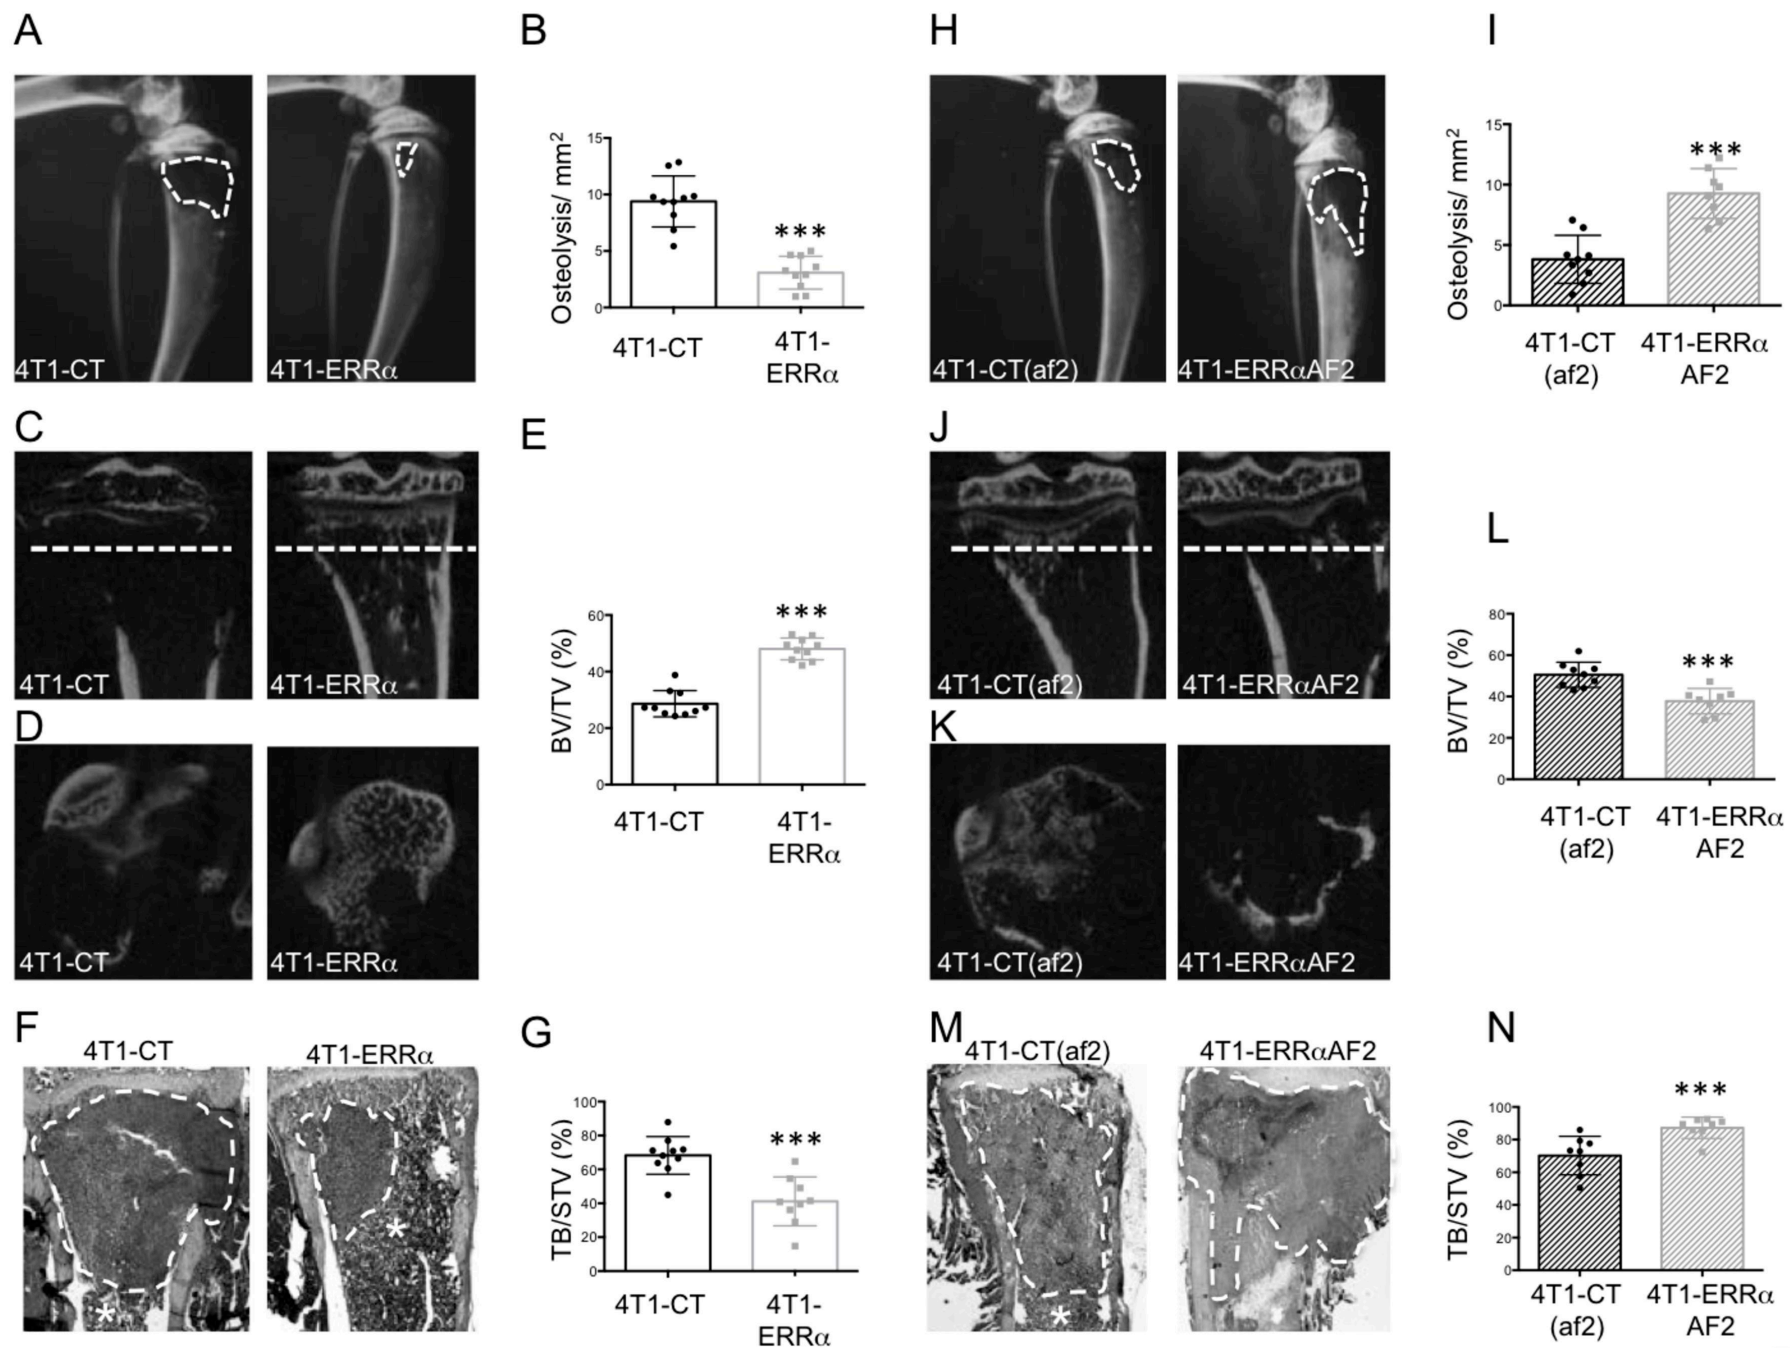 A
4T1-CT
4T1-ERRα
B
Osteolysis/ mm2
15
10
5
0
***
4T1-CT
4T1-
ERRα
H
4T1-CT(af2)
4T1-ERRαAF2
I
Osteolysis/ mm2
15
10
5
0
***
4T1-CT
(af2)
4T1-ERRα
AF2
C
4T1-CT
4T1-ERRα
D
4T1-CT
4T1-ERRα
E
BV/TV (%)
60
40
20
0
***
4T1-CT
4T1-
ERRα
J
4T1-CT(af2)
4T1-ERRαAF2
K
4T1-CT(af2)
4T1-ERRαAF2
L
BV/TV (%)
80
60
40
20
0
***
4T1-CT
(af2)
4T1-ERRα
AF2
F
4T1-CT
4T1-ERRα
*
*
G
TB/STV (%)
100
80
60
40
20
0
***
4T1-CT
4T1-
ERRα
M
4T1-CT(af2)
4T1-ERRαAF2
*
*
N
TB/STV (%)
100
80
60
40
20
0
***
4T1-CT
(af2)
4T1-ERRα
AF2